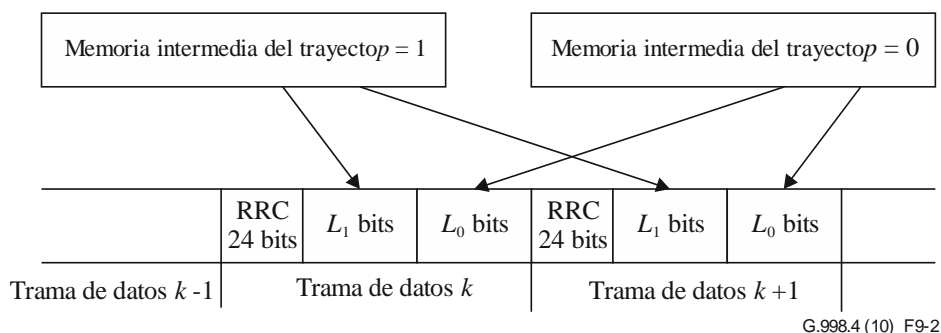 Memoria intermedia del trayectop = 1
Memoria intermedia del trayectop = 0
RRC
24 bits
L₁ bits
L₀ bits
RRC
24 bits
L₁ bits
L₀ bits
Trama de datos k -1
Trama de datos k
Trama de datos k +1
G.998.4 (10)_F9-2